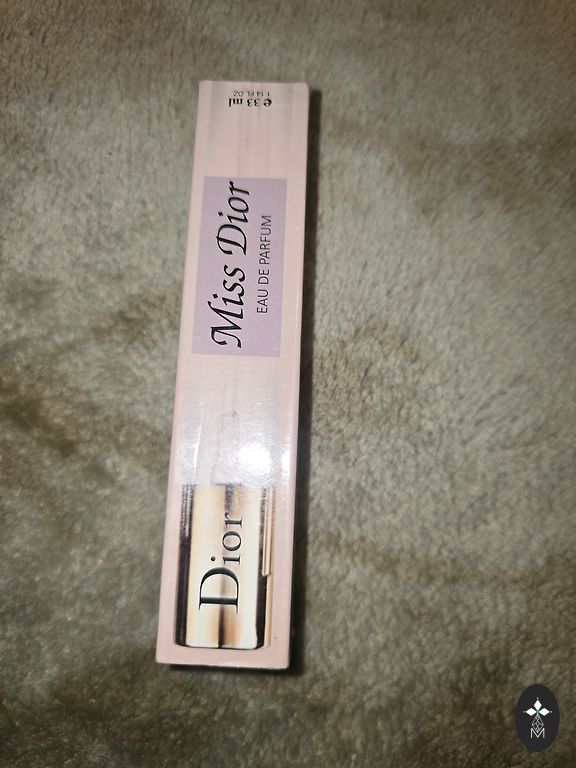 ℮ 33 ml
1.14 FL.OZ
Miss Dior
EAU DE PARFUM
Dior
M